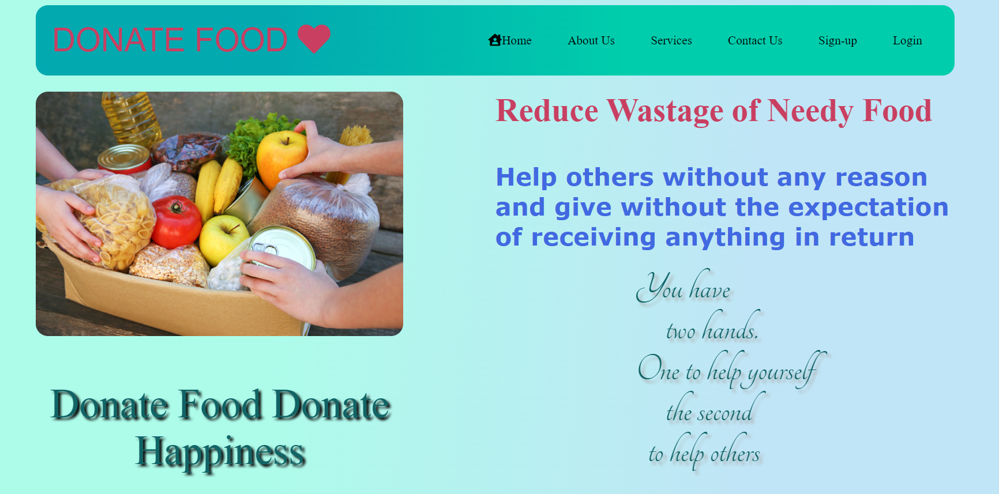 DONATE FOOD
Home About Us Services Contact Us Sign-up Login
Reduce Wastage of Needy Food
Help others without any reason
and give without the expectation
of receiving anything in return
You have
two hands.
One to help yourself
the second
to help others
Donate Food Donate
Happiness